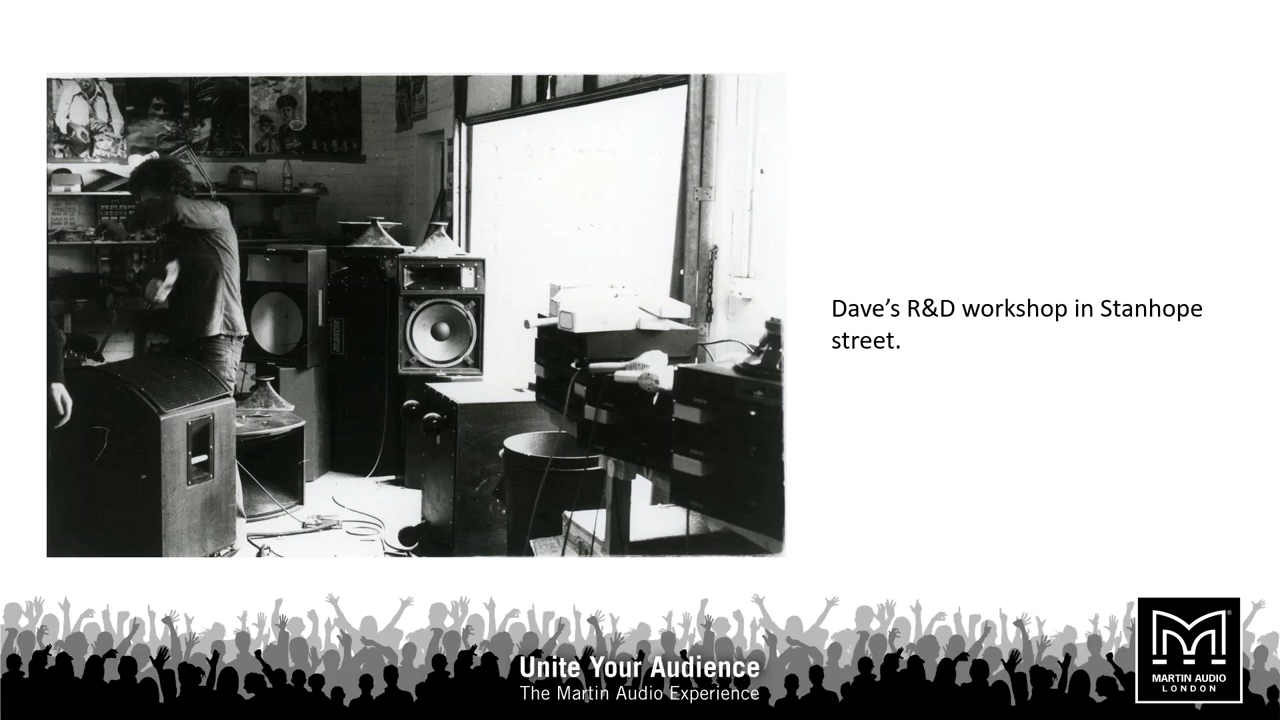 Dave’s R&D workshop in Stanhope
street.
Unite Your Audience
The Martin Audio Experience
MARTIN AUDIO
LONDON